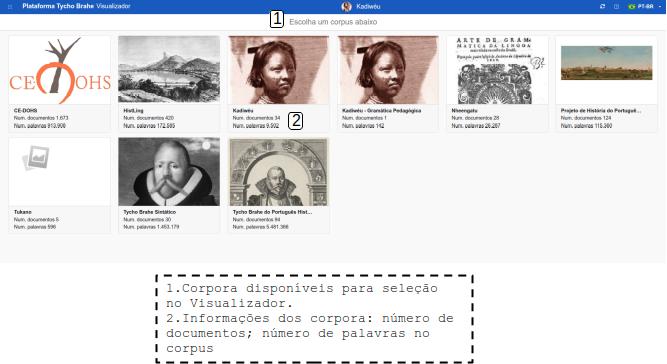 Plataforma Tycho Brahe Visualizador
Kadiwéu
PT-BR
1
Escolha um corpus abaixo
CE-DOHS
ARTE DE GRAM-
MATICA DA LINGOA
CE-DOHS
Num. documentos 1.673
Num. palavras 913.909
HistLing
Num. documentos 420
Num. palavras 172.585
Kadiwéu
Num. documentos 34
Num. palavras 9.502
2
Kadiwéu - Gramática Pedagógica
Num. documentos 1
Num. palavras 142
Nheengatu
Num. documentos 28
Num. palavras 26.287
Projeto de História do Portuguê...
Num. documentos 124
Num. palavras 115.360
Tukano
Num. documentos 5
Num. palavras 596
Tycho Brahe Sintático
Num. documentos 30
Num. palavras 1.453.179
Tycho Brahe do Português Hist...
Num. documentos 94
Num. palavras 5.481.366
1.Corpora disponíveis para seleção
no Visualizador.
2.Informações dos corpora: número de
documentos; número de palavras no
corpus